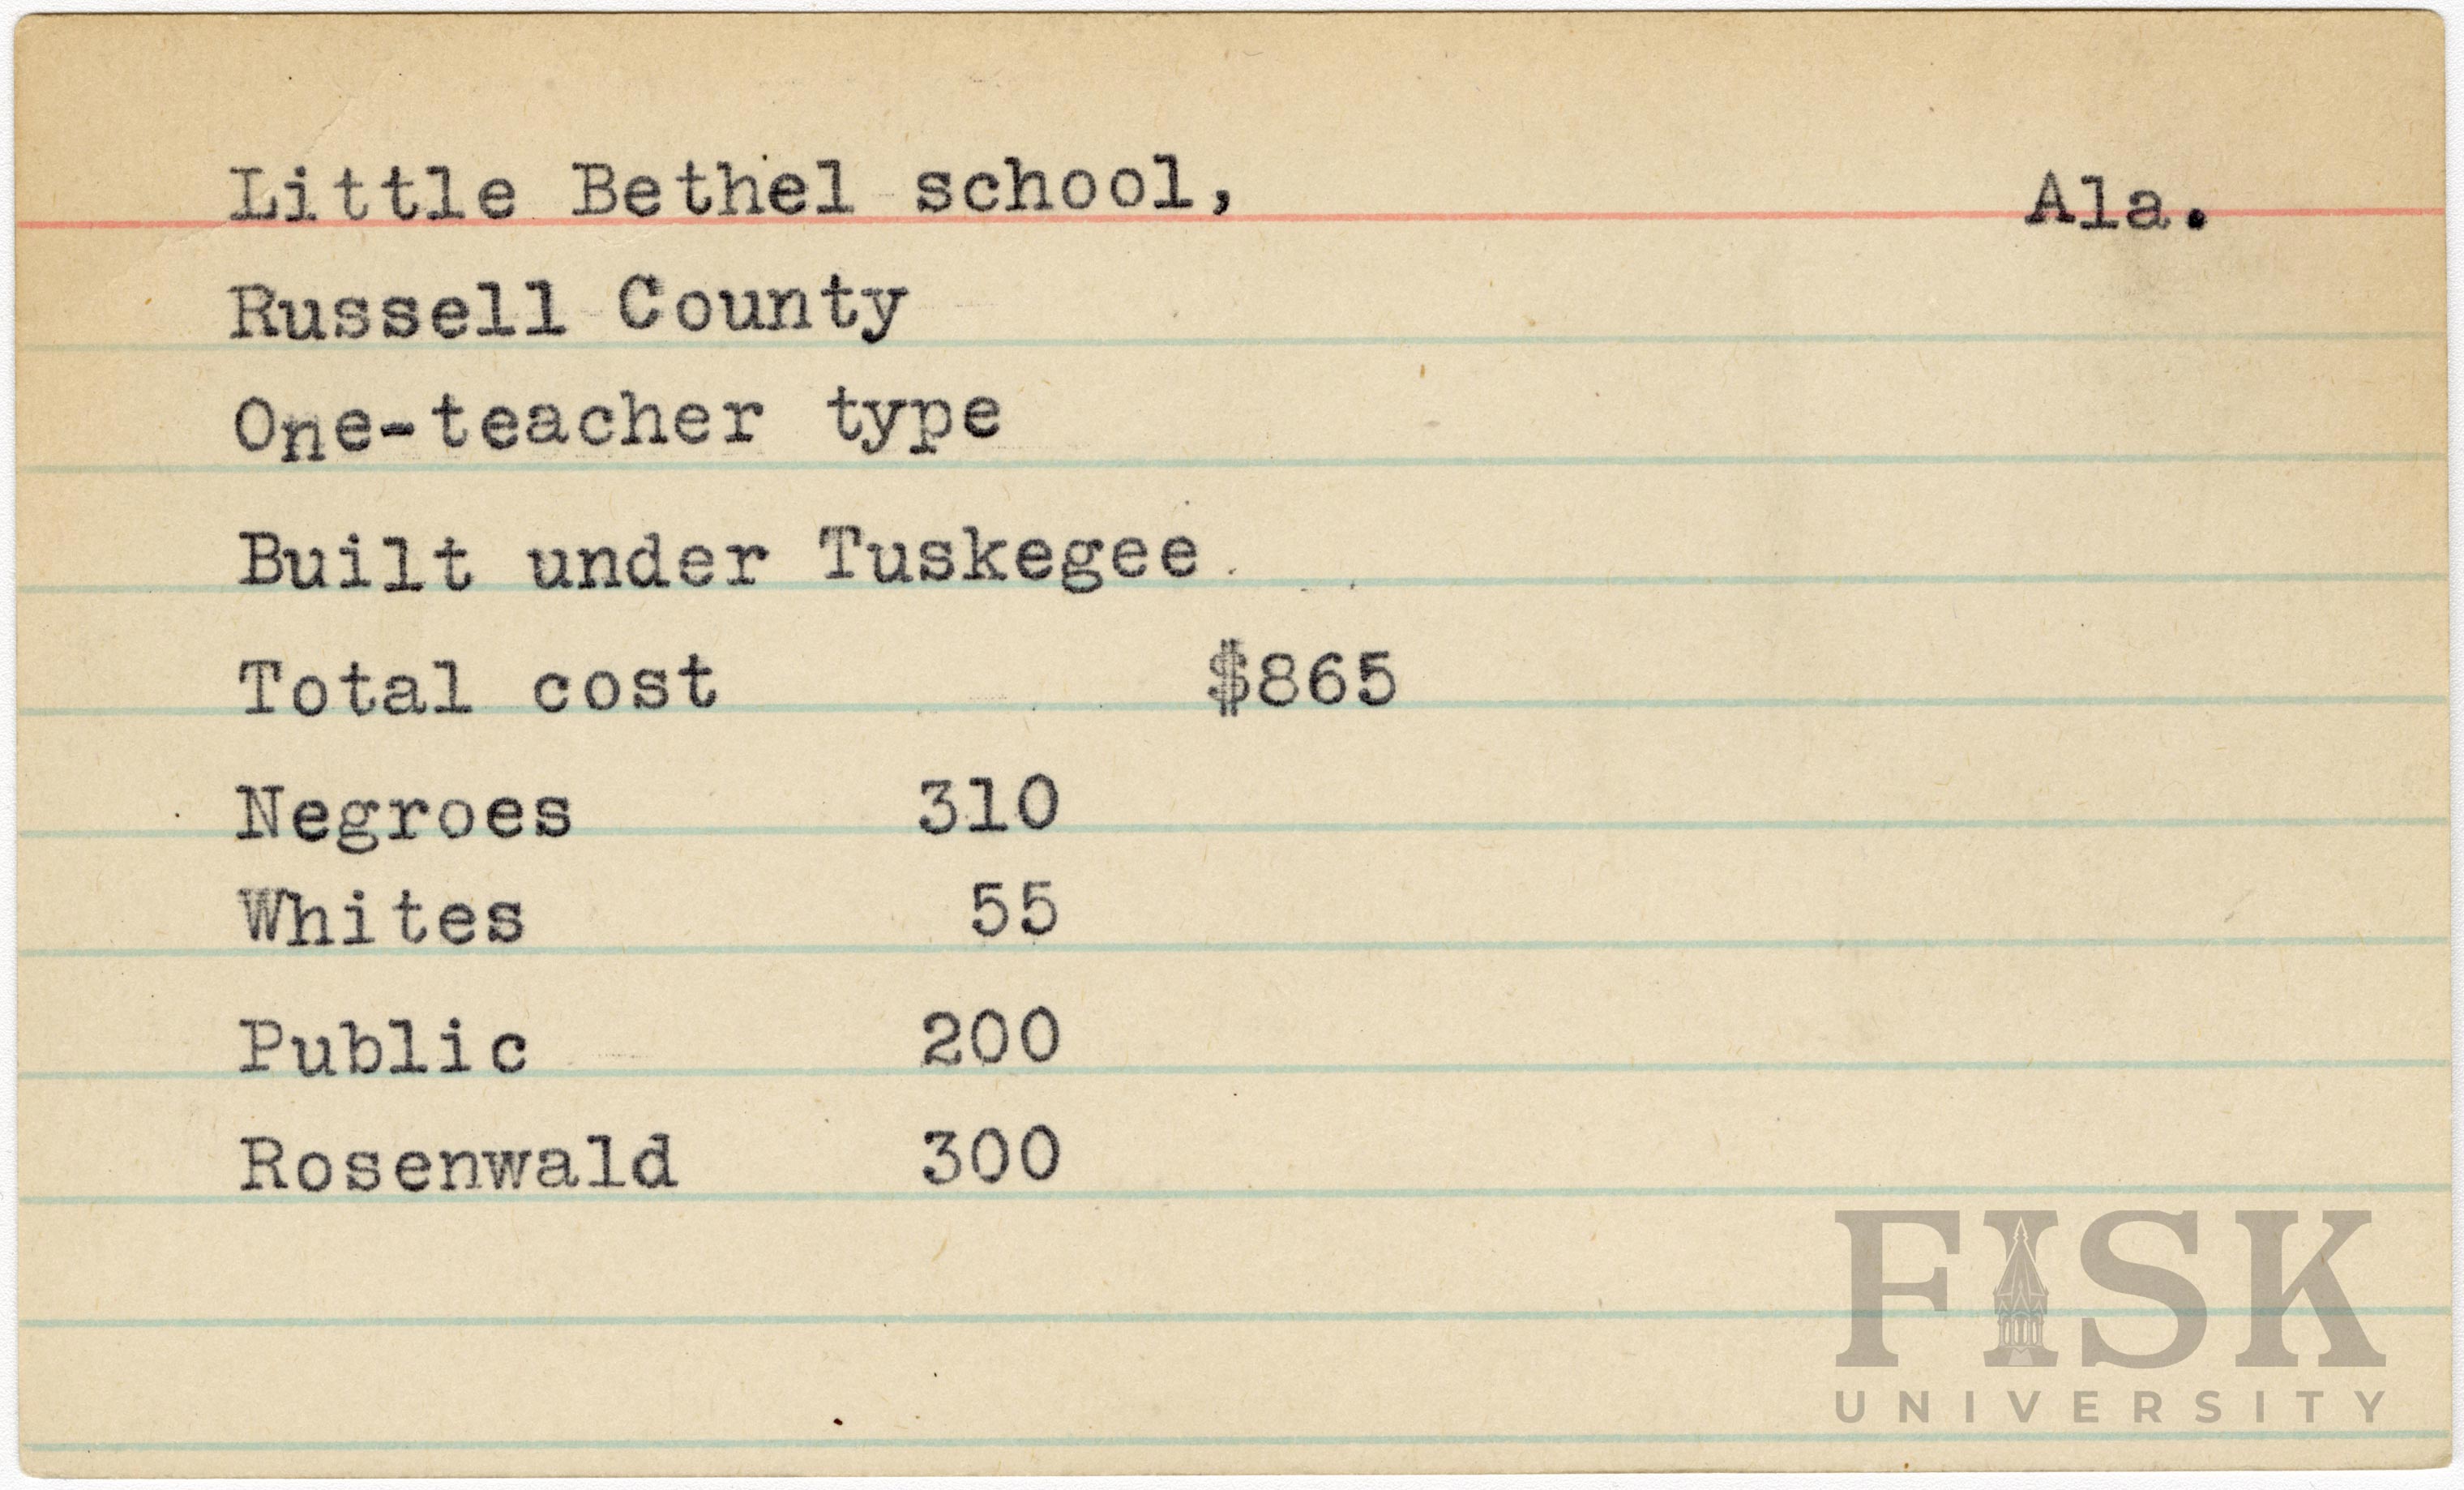 Little Bethel school, Ala.
Russell County
One-teacher type
Built under Tuskegee
Total cost $865
Negroes 310
Whites 55
Public 200
Rosenwald 300
FISK
UNIVERSITY